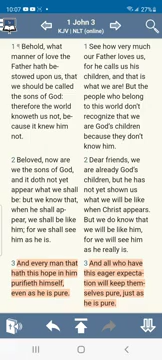 10:07
22%
1 John 3
KJV | NLT (online)
1 ¶ Behold, what
manner of love the
Father hath be-
stowed upon us, that
we should be called
the sons of God:
therefore the world
knoweth us not, be-
cause it knew him
not.
1 See how very much
our Father loves us,
for he calls us his
children, and that is
what we are! But the
people who belong
to this world don't
recognize that we
are God's children
because they don't
know him.
2 Beloved, now are
we the sons of God,
and it doth not yet
appear what we shall
be: but we know that,
when he shall ap-
pear, we shall be like
him; for we shall see
him as he is.
2 Dear friends, we
are already God's
children, but he has
not yet shown us
what we will be like
when Christ appears.
But we do know that
we will be like him,
for we will see him
as he really is.
3 And every man that
hath this hope in him
purifieth himself,
even as he is pure.
3 And all who have
this eager expecta-
tion will keep them-
selves pure, just as
he is pure.